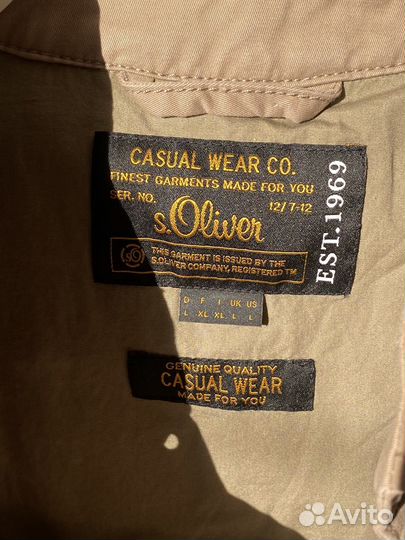 CASUAL WEAR CO.
FINEST GARMENTS MADE FOR YOU
SER. NO. 12/7-12
s.Oliver
EST.1969
sO
THIS GARMENT IS ISSUED BY THE
S.OLIVER COMPANY, REGISTERED TM
D F I UK US
L XL XL L L
GENUINE QUALITY
CASUAL WEAR
MADE FOR YOU
Avito